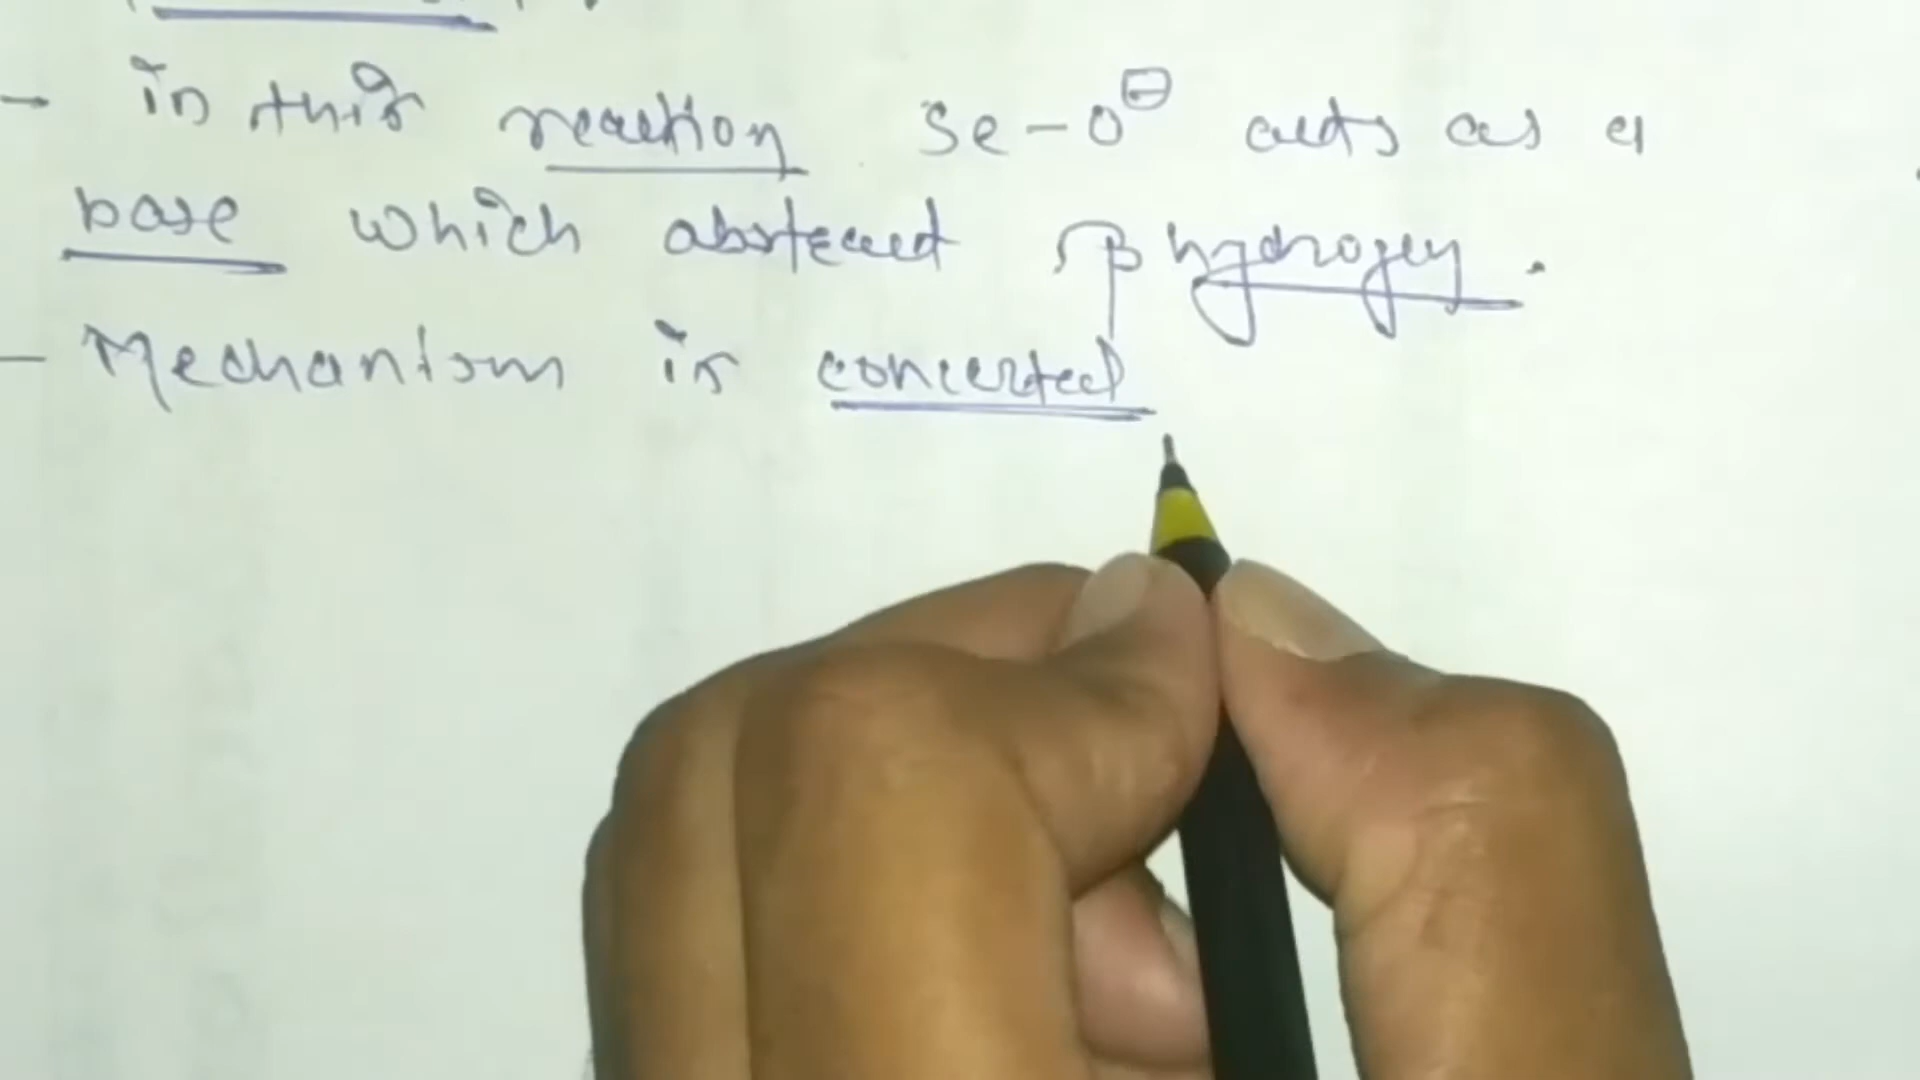 - in this reaction Se-O⊖ acts as a
base which abstract β hydrogen.
- Mechanism is concerted